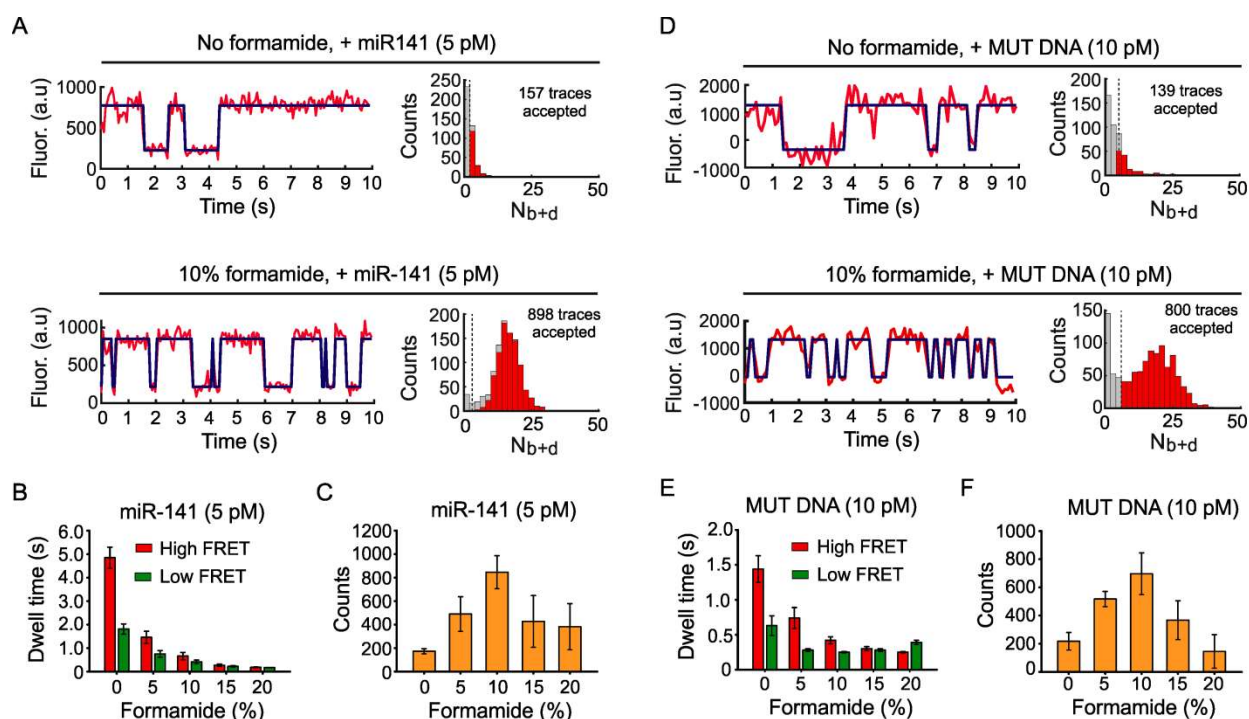 A
No formamide, + miR141 (5 pM)
Fluor. (a.u)
1000
500
0
0 1 2 3 4 5 6 7 8 9 10
Time (s)
Counts
250
200
150
100
50
0
157 traces
accepted
0 25 50
Nb+d
10% formamide, + miR-141 (5 pM)
Fluor. (a.u)
1000
500
0
0 1 2 3 4 5 6 7 8 9 10
Time (s)
Counts
200
150
100
50
0
898 traces
accepted
0 25 50
Nb+d
B
miR-141 (5 pM)
Dwell time (s)
6.0
5.0
4.0
3.0
2.0
1.0
0
High FRET
Low FRET
0 5 10 15 20
Formamide (%)
C
miR-141 (5 pM)
Counts
1200
1000
800
600
400
200
0
0 5 10 15 20
Formamide (%)
D
No formamide, + MUT DNA (10 pM)
Fluor. (a.u)
2000
1000
0
-1000
0 1 2 3 4 5 6 7 8 9 10
Time (s)
Counts
200
150
100
50
0
139 traces
accepted
0 25 50
Nb+d
10% formamide, + MUT DNA (10 pM)
Fluor. (a.u)
2000
1000
0
-1000
0 1 2 3 4 5 6 7 8 9 10
Time (s)
Counts
150
100
50
0
800 traces
accepted
0 25 50
Nb+d
E
MUT DNA (10 pM)
Dwell time (s)
2.0
1.5
1.0
0.5
0
High FRET
Low FRET
0 5 10 15 20
Formamide (%)
F
MUT DNA (10 pM)
Counts
1000
800
600
400
200
0
0 5 10 15 20
Formamide (%)